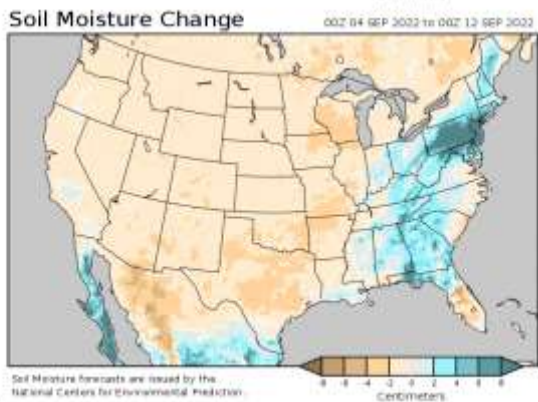 Soil Moisture Change
00Z 04 SEP 2022 to 00Z 12 SEP 2022
Soil Moisture forecasts are issued by the
National Centers for Environmental Prediction.
-8 -6 -4 -2 0 2 4 6 8
Centimeters